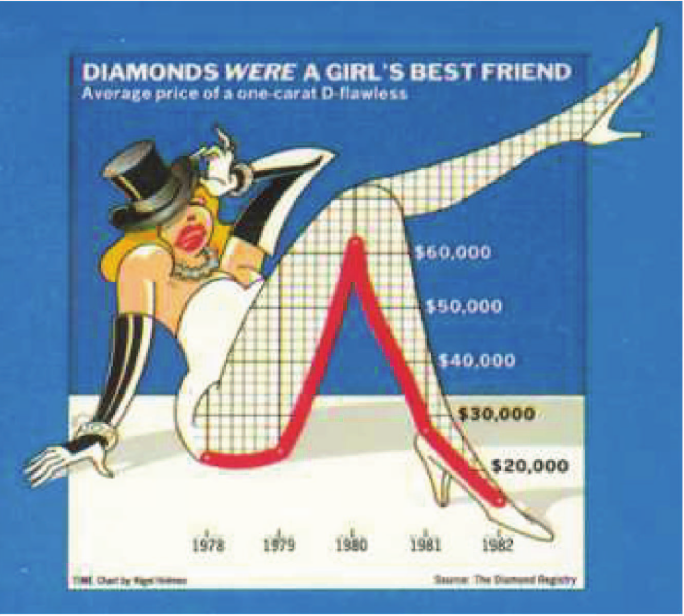 DIAMONDS WERE A GIRL'S BEST FRIEND
Average price of a one-carat D-flawless
$60,000
$50,000
$40,000
$30,000
$20,000
1978 1979 1980 1981 1982
TIME Chart by Nigel Holmes
Source: The Diamond Registry